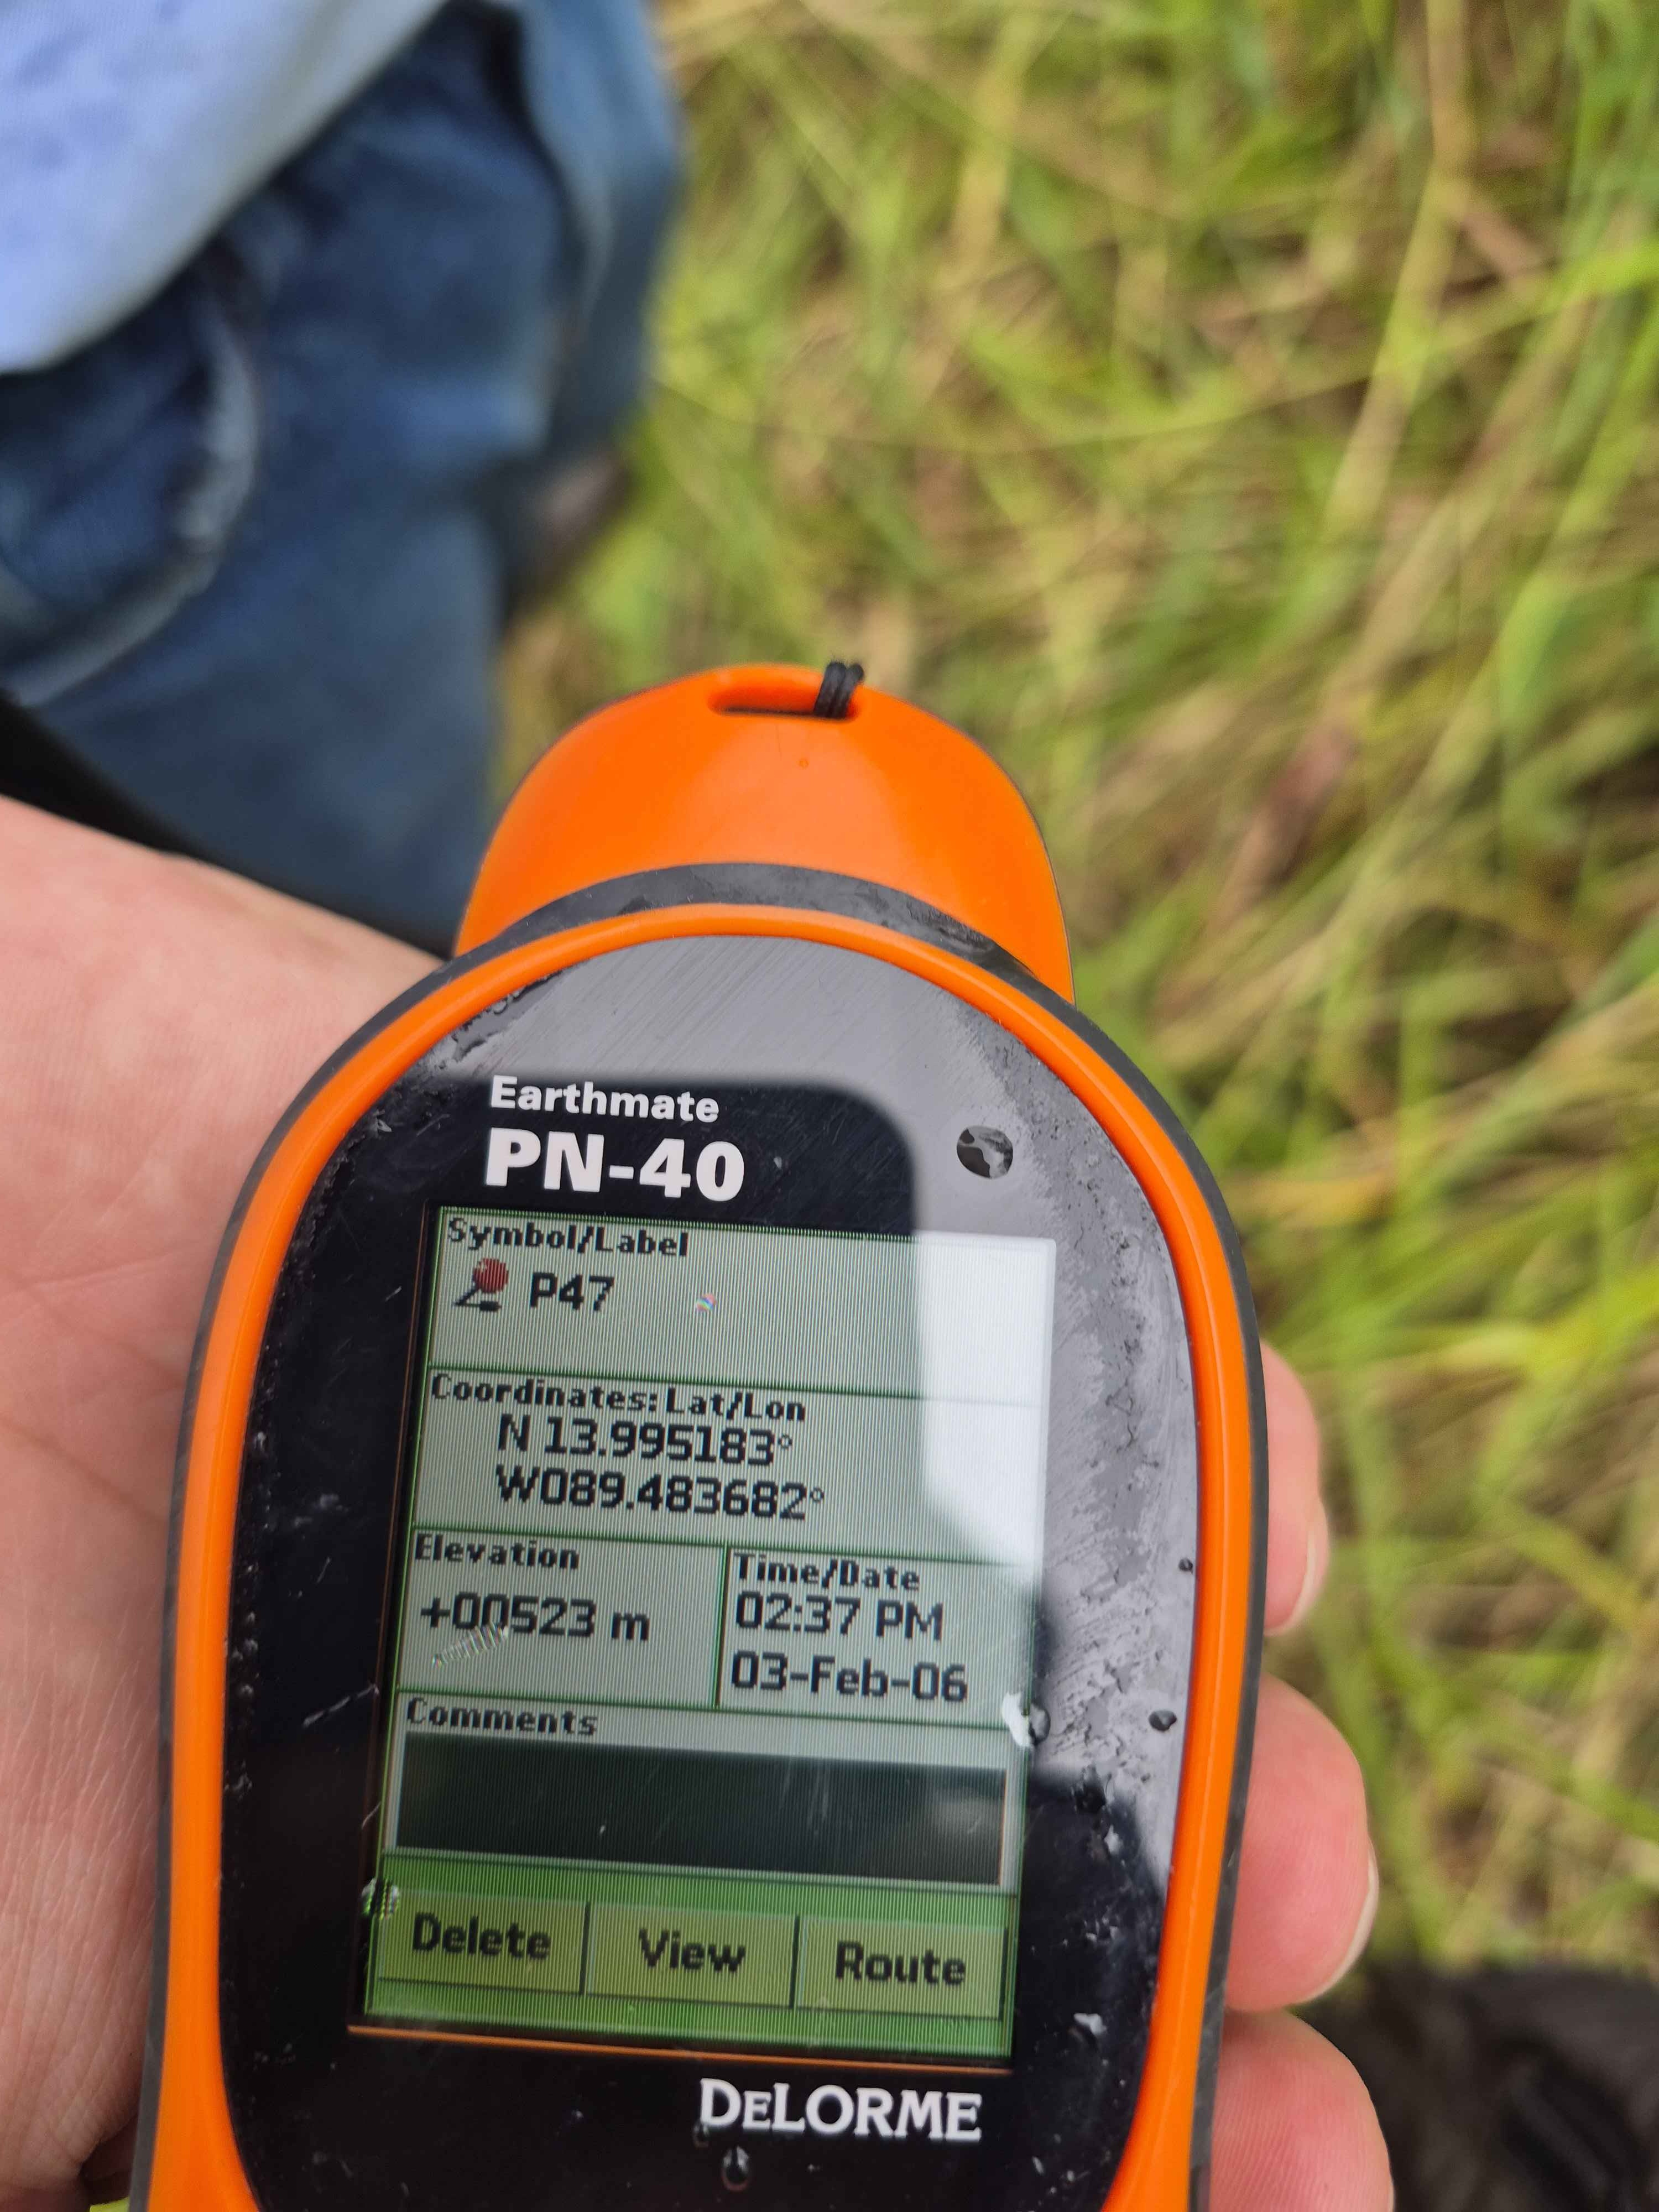 Earthmate
PN-40
Symbol/Label
P47
Coordinates: Lat/Lon
N 13.995183°
W089.483682°
Elevation
+00523 m
Time/Date
02:37 PM
03-Feb-06
Comments
Delete View Route
DELORME